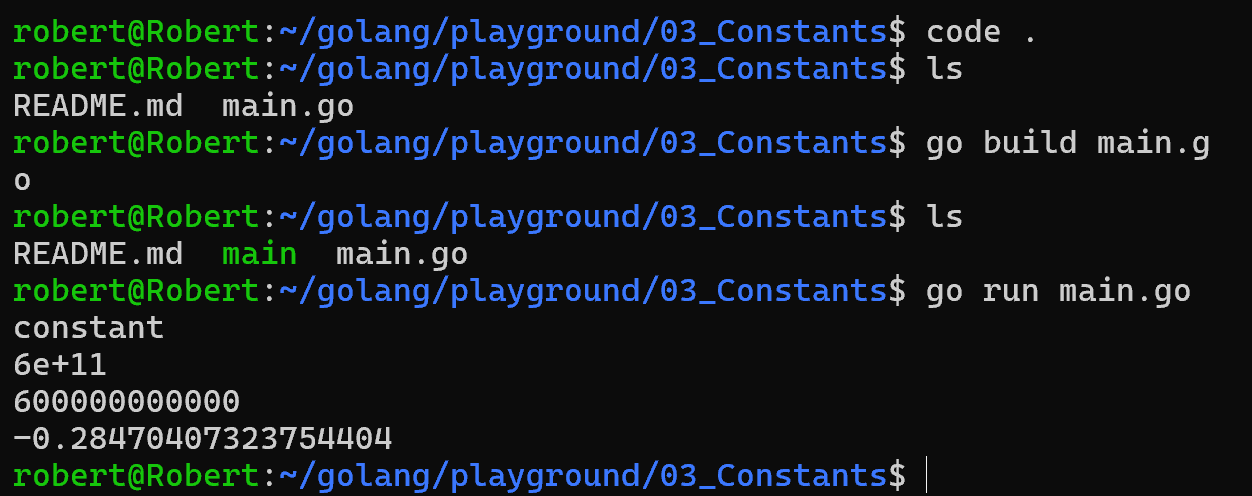 robert@Robert:~/golang/playground/03_Constants$ code .
robert@Robert:~/golang/playground/03_Constants$ ls
README.md  main.go
robert@Robert:~/golang/playground/03_Constants$ go build main.g
o
robert@Robert:~/golang/playground/03_Constants$ ls
README.md  main  main.go
robert@Robert:~/golang/playground/03_Constants$ go run main.go
constant
6e+11
600000000000
-0.28470407323754404
robert@Robert:~/golang/playground/03_Constants$